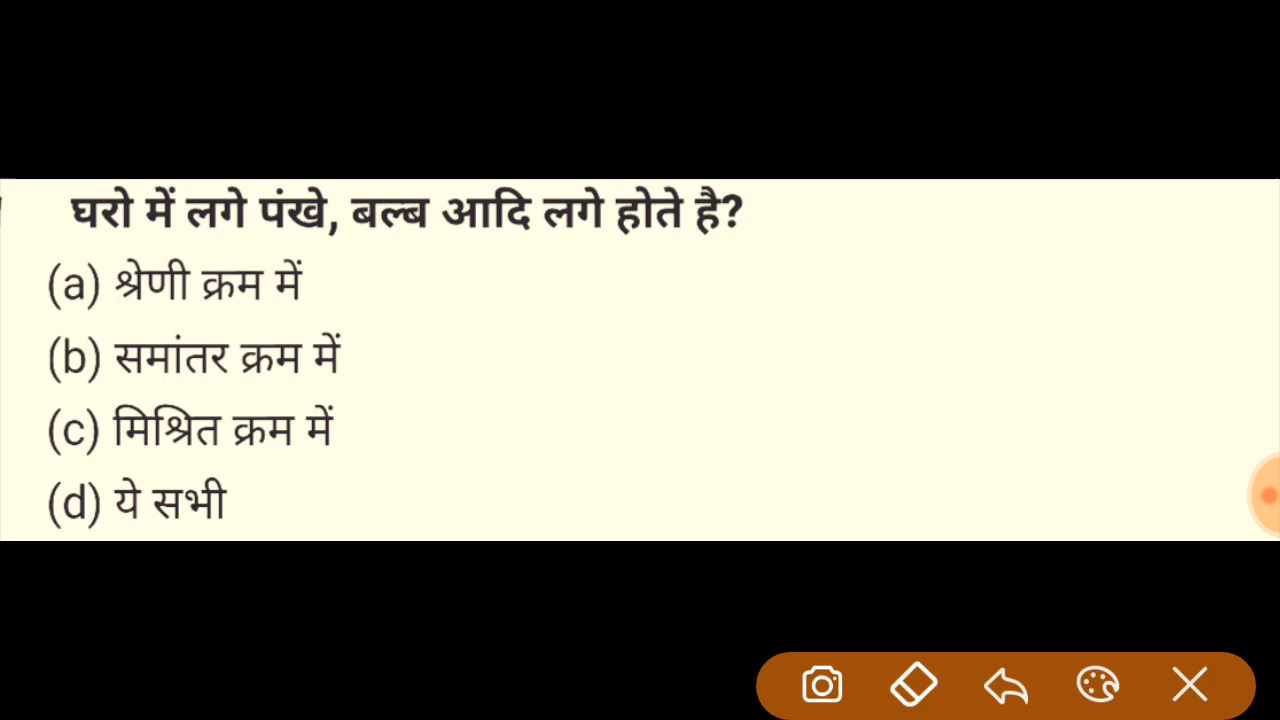 घरो में लगे पंखे, बल्ब आदि लगे होते है?
(a) श्रेणी क्रम में
(b) समांतर क्रम में
(c) मिश्रित क्रम में
(d) ये सभी